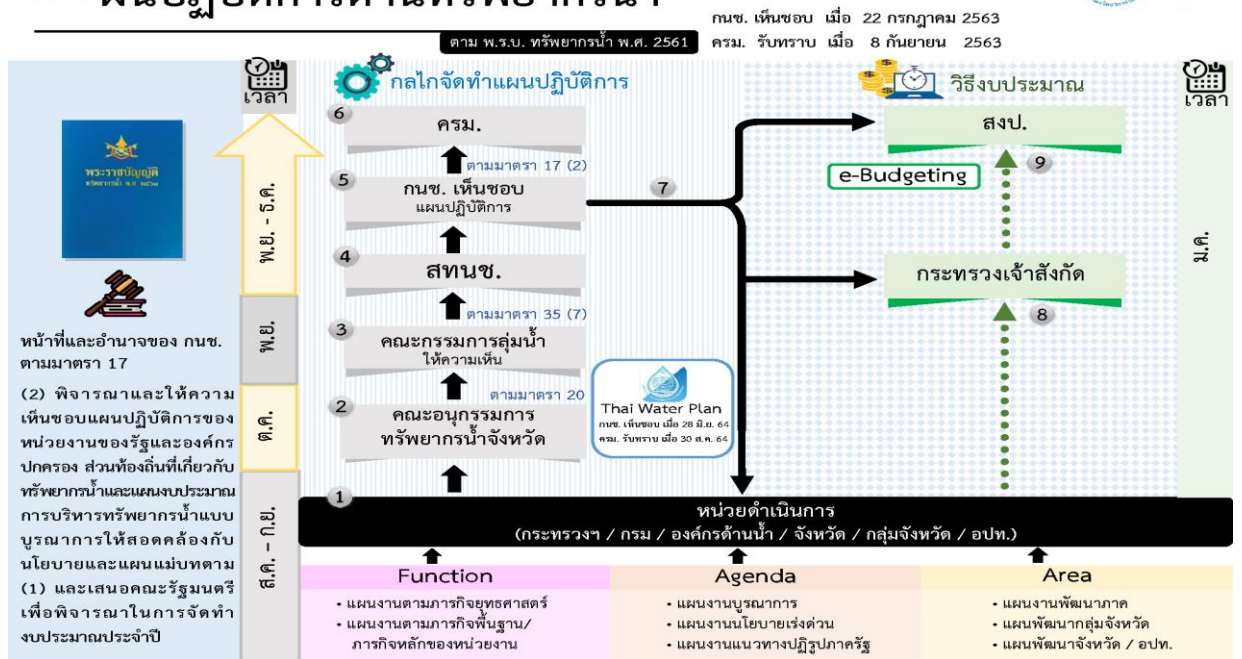 กนช. เห็นชอบ เมื่อ 22 กรกฎาคม 2563
ตาม พ.ร.บ. ทรัพยากรน้ำ พ.ศ. 2561
ครม. รับทราบ เมื่อ 8 กันยายน 2563
เวลา
กลไกจัดทำแผนปฏิบัติการ
วิธีงบประมาณ
เวลา
พระราชบัญญัติ
ทรัพยากรน้ำ พ.ศ. ๒๕๖๑
หน้าที่และอำนาจของ กนช.
ตามมาตรา 17
(2) พิจารณาและให้ความ
เห็นชอบแผนปฏิบัติการของ
หน่วยงานของรัฐและองค์กร
ปกครอง ส่วนท้องถิ่นที่เกี่ยวกับ
ทรัพยากรน้ำและแผนงบประมาณ
การบริหารทรัพยากรน้ำแบบ
บูรณาการให้สอดคล้องกับ
นโยบายและแผนแม่บทตาม
(1) และเสนอคณะรัฐมนตรี
เพื่อพิจารณาในการจัดทำ
งบประมาณประจำปี
พ.ย. - ธ.ค.
พ.ย.
ต.ค.
ส.ค. – ก.ย.
6
ครม.
ตามมาตรา 17 (2)
5
กนช. เห็นชอบ
แผนปฏิบัติการ
4
สทนช.
ตามมาตรา 35 (7)
3
คณะกรรมการลุ่มน้ำ
ให้ความเห็น
ตามมาตรา 20
2
คณะอนุกรรมการ
ทรัพยากรน้ำจังหวัด
7
Thai Water Plan
กนช. เห็นชอบ เมื่อ 28 มิ.ย. 64
ครม. รับทราบ เมื่อ 30 ส.ค. 64
สงป.
e-Budgeting
9
กระทรวงเจ้าสังกัด
8
ม.ค.
1
หน่วยดำเนินการ
(กระทรวงฯ / กรม / องค์กรด้านน้ำ / จังหวัด / กลุ่มจังหวัด / อปท.)
Function
• แผนงานตามภารกิจยุทธศาสตร์
• แผนงานตามภารกิจพื้นฐาน/
ภารกิจหลักของหน่วยงาน
Agenda
• แผนงานบูรณาการ
• แผนงานนโยบายเร่งด่วน
• แผนงานแนวทางปฏิรูปภาครัฐ
Area
• แผนงานพัฒนาภาค
• แผนพัฒนากลุ่มจังหวัด
• แผนพัฒนาจังหวัด / อปท.